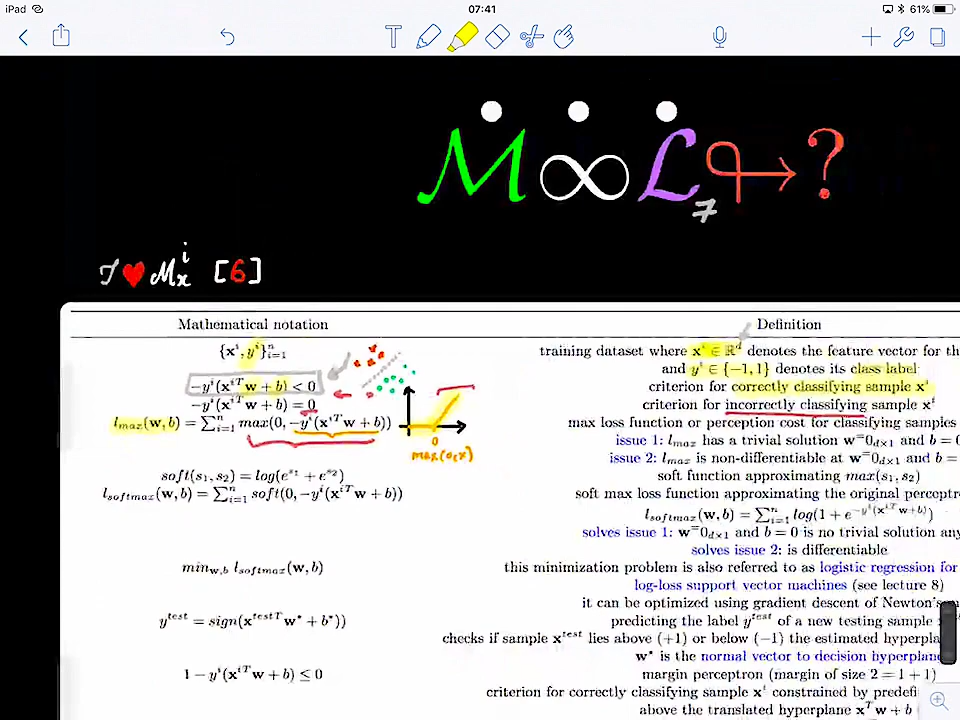 iPad 07:41 61%
M ∞ L₇ ↪ ?
I ♥ Mₓⁱ [6]
Mathematical notation Definition
{xⁱ, yⁱ}ⁿᵢ₌₁ training dataset where xⁱ ∈ ℝᵈ denotes the feature vector for th
and yⁱ ∈ {−1, 1} denotes its class label
−yⁱ(xⁱᵀw + b) < 0 criterion for correctly classifying sample xⁱ
−yⁱ(xⁱᵀw + b) = 0 criterion for incorrectly classifying sample xⁱ
l_max(w, b) = ∑ⁿᵢ₌₁ max(0, −yⁱ(xⁱᵀw + b)) max loss function or perception cost for classifying samples
0
max(0,x)
issue 1: l_max has a trivial solution w=0_d×1 and b = 0
issue 2: l_max is non-differentiable at w=0_d×1 and b =
soft(s₁, s₂) = log(e^s₁ + e^s₂) soft function approximating max(s₁, s₂)
l_softmax(w, b) = ∑ⁿᵢ₌₁ soft(0, −yⁱ(xⁱᵀw + b)) soft max loss function approximating the original perceptr
l_softmax(w, b) = ∑ⁿᵢ₌₁ log(1 + e^−yⁱ(xⁱᵀw+b))
solves issue 1: w=0_d×1 and b = 0 is no trivial solution any
solves issue 2: is differentiable
min_w,b l_softmax(w, b) this minimization problem is also referred to as logistic regression for
log-loss support vector machines (see lecture 8)
it can be optimized using gradient descent of Newton's
y^test = sign(x^testT w* + b*)) predicting the label y^test of a new testing sample
checks if sample x^test lies above (+1) or below (−1) the estimated hyperpla
w* is the normal vector to decision hyperplane
1 − yⁱ(xⁱᵀw + b) ≤ 0 margin perceptron (margin of size 2 = 1 + 1)
criterion for correctly classifying sample xⁱ constrained by predefi
above the translated hyperplane xᵀw + b